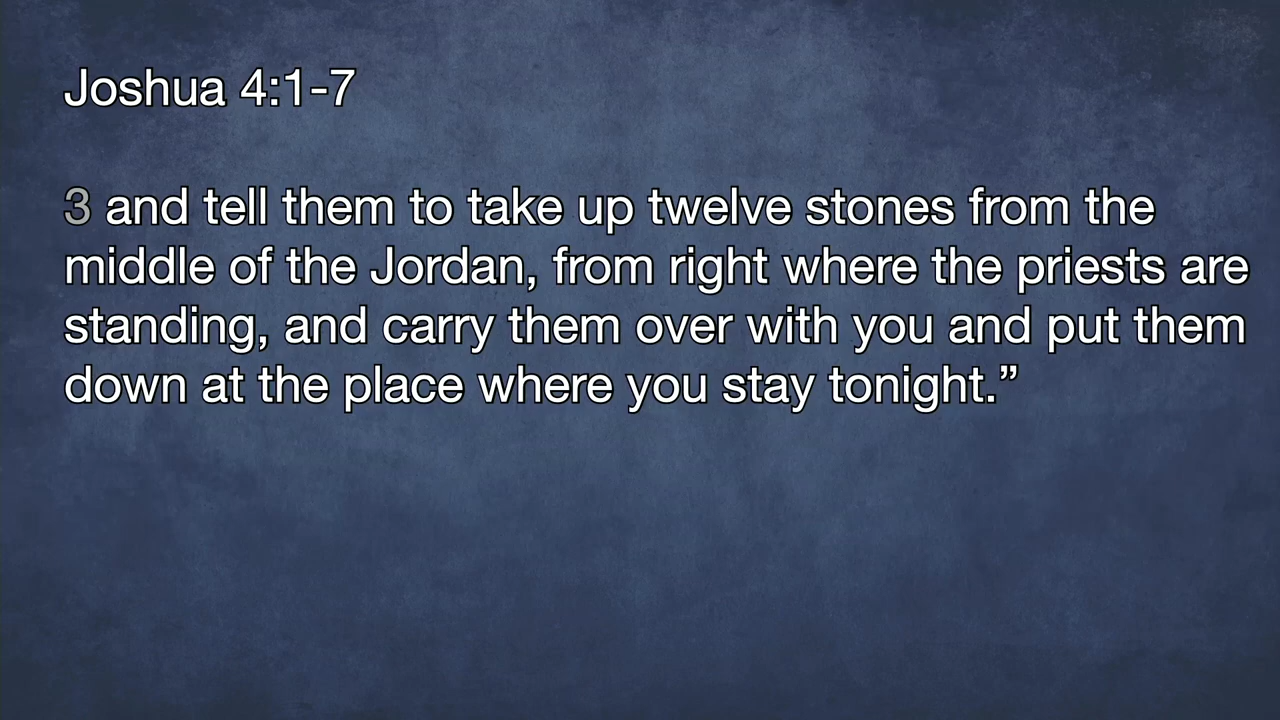 Joshua 4:1-7
3 and tell them to take up twelve stones from the
middle of the Jordan, from right where the priests are
standing, and carry them over with you and put them
down at the place where you stay tonight.”